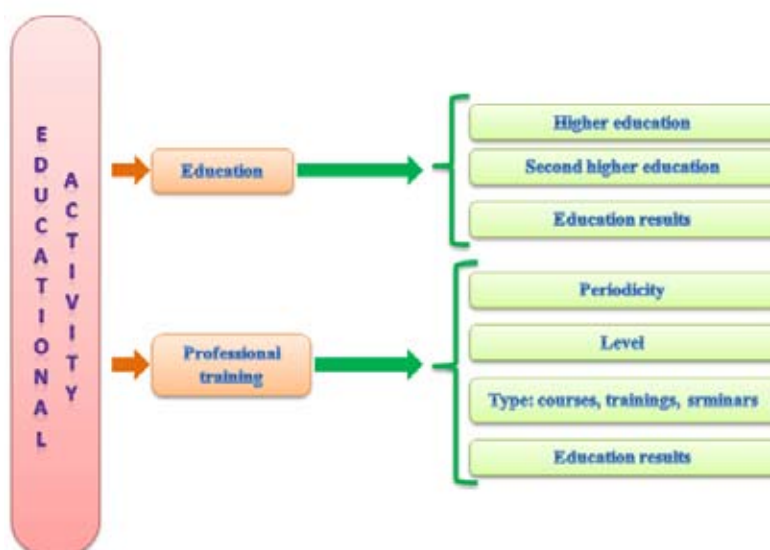 EDUCATIONAL
ACTIVITY
Education
Higher education
Second higher education
Education results
Professional
training
Periodicity
Level
Type: courses, trainings, srminars
Education results